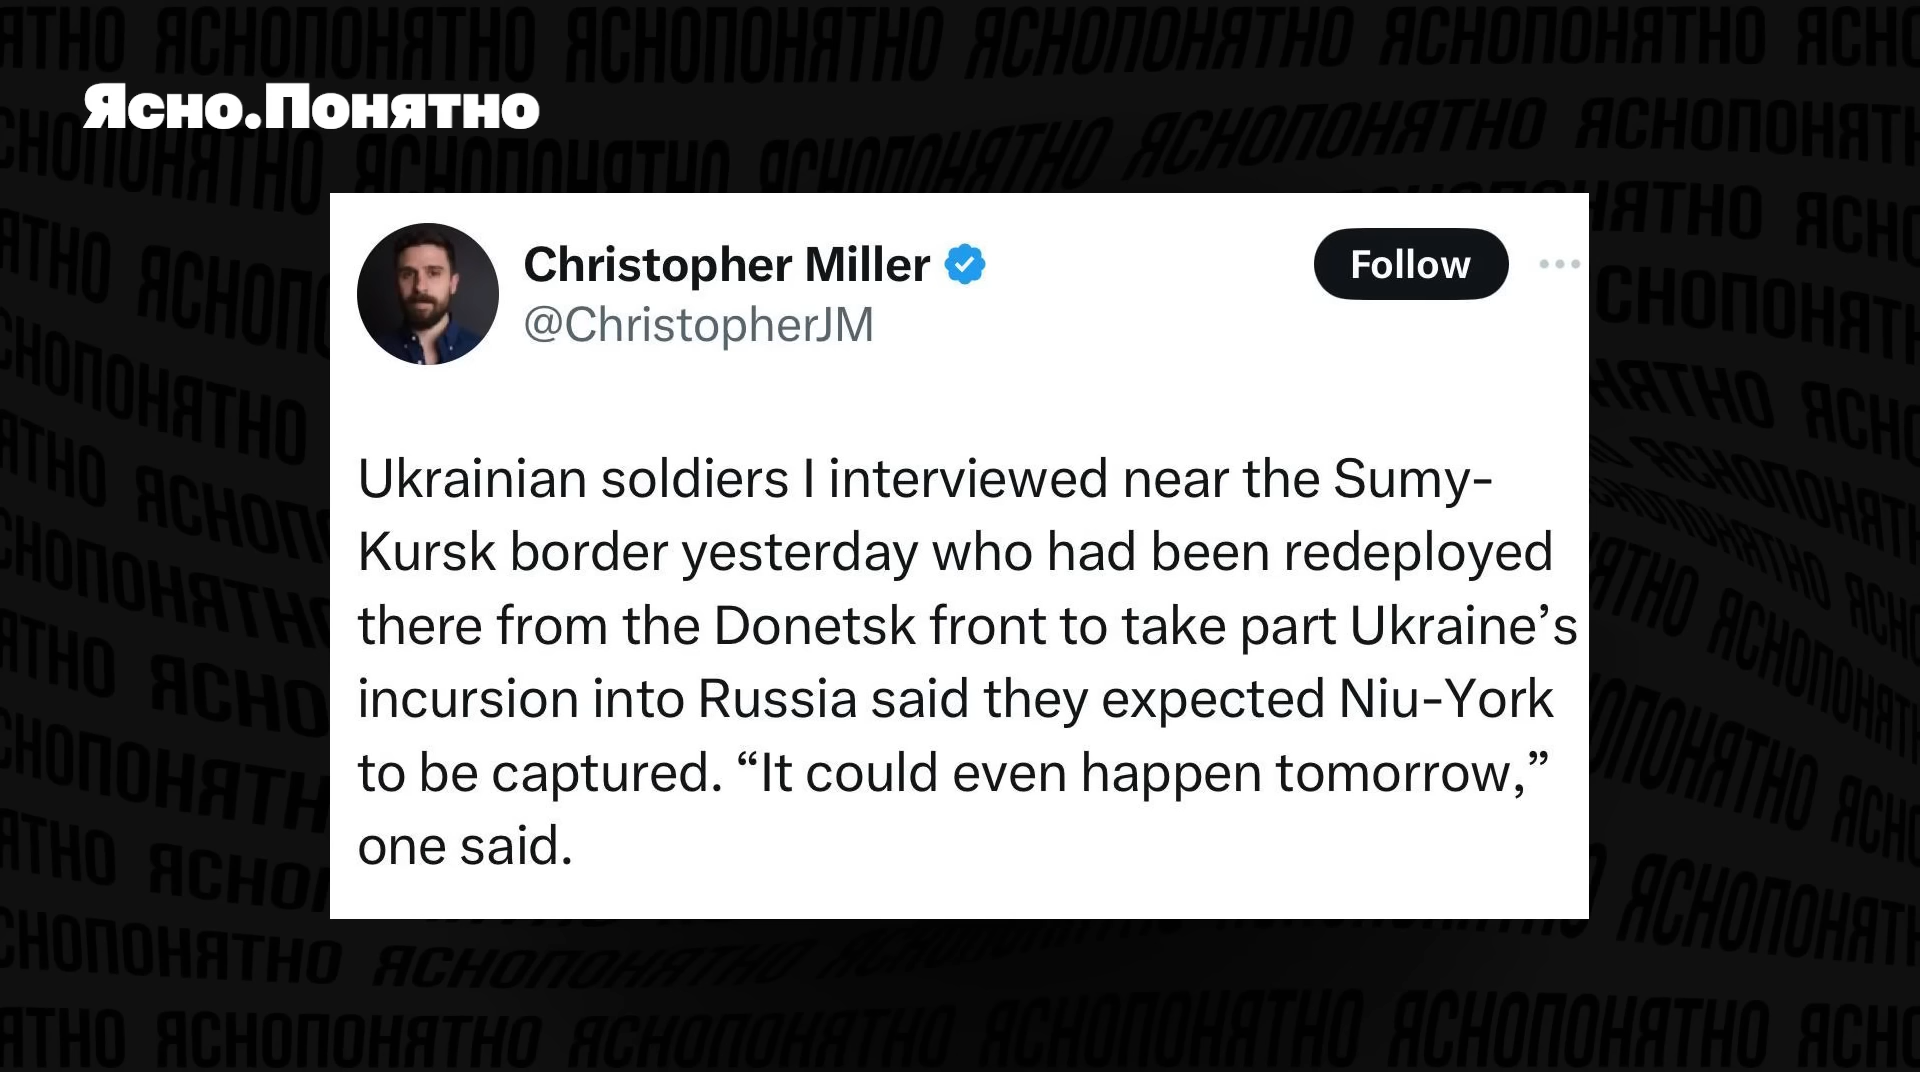 Ясно.Понятно
Christopher Miller
@ChristopherJM
Follow
Ukrainian soldiers I interviewed near the Sumy-
Kursk border yesterday who had been redeployed
there from the Donetsk front to take part Ukraine’s
incursion into Russia said they expected Niu-York
to be captured. “It could even happen tomorrow,”
one said.